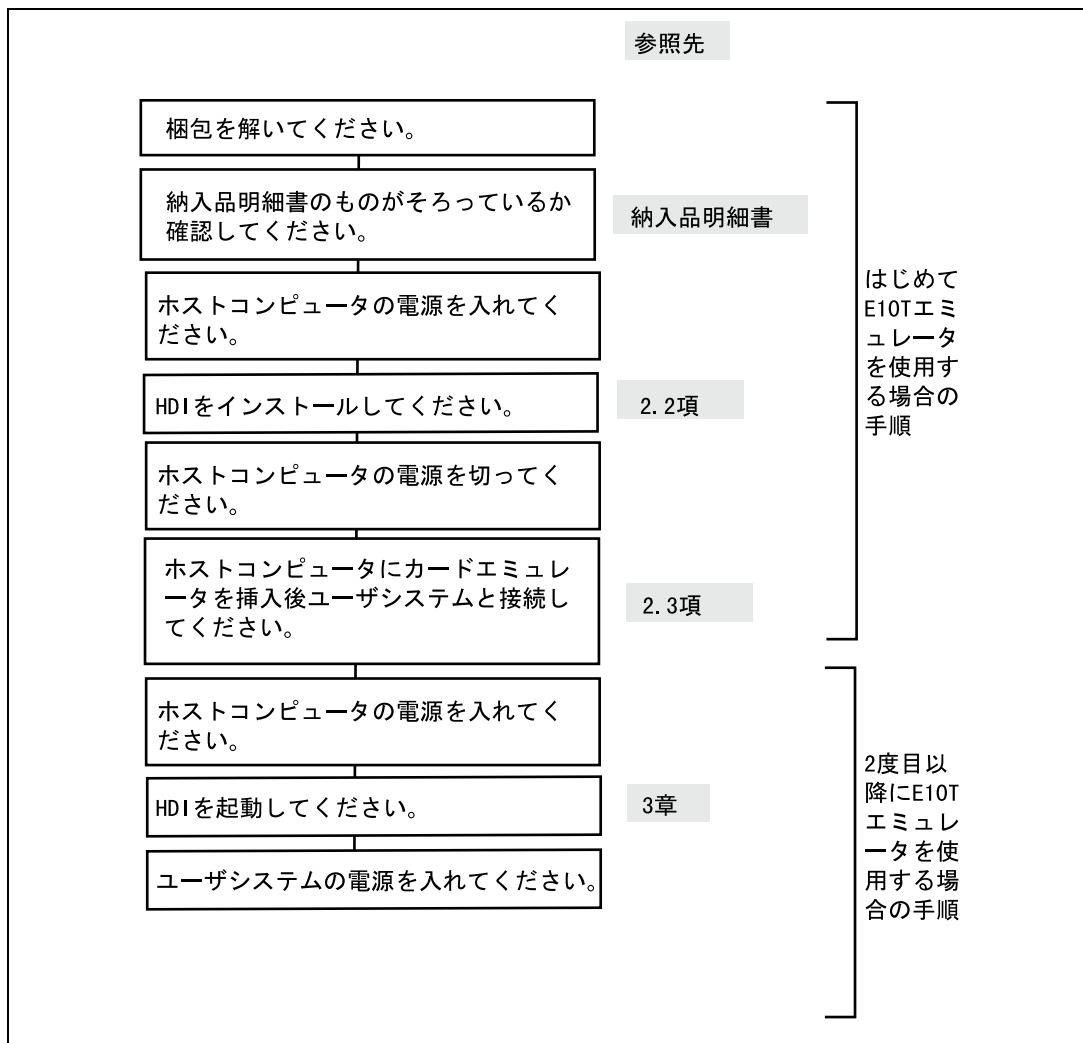 参照先
梱包を解いてください。
納入品明細書のものがそろっているか
確認してください。
納入品明細書
ホストコンピュータの電源を入れてく
ださい。
HDIをインストールしてください。
2.2項
ホストコンピュータの電源を切ってく
ださい。
ホストコンピュータにカードエミュレ
ータを挿入後ユーザシステムと接続し
てください。
2.3項
はじめて
E10Tエミ
ュレータ
を使用す
る場合の
手順
ホストコンピュータの電源を入れてく
ださい。
HDIを起動してください。
3章
ユーザシステムの電源を入れてください。
2度目以
降にE10T
エミュレ
ータを使
用する場
合の手順